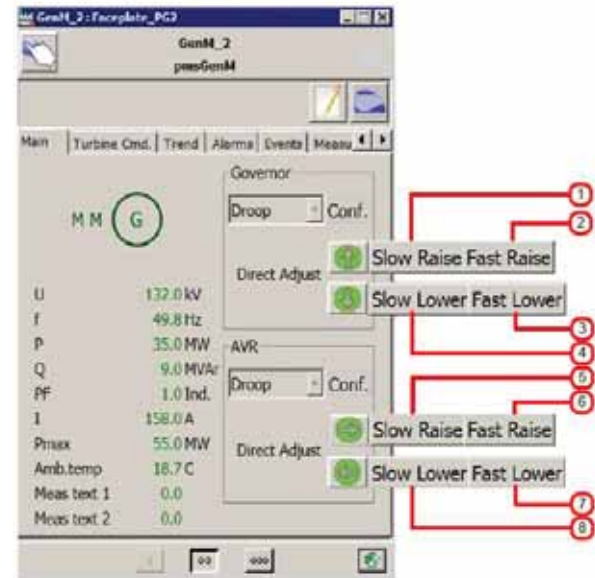 GenM_2 : Faceplate_PG2
GenM_2
pmsGenM
Main Turbine Cmd. Trend Alarms Events Measu
M M G
U 132.0 kV
f 49.8 Hz
P 35.0 MW
Q 9.0 MVAr
PF 1.0 Ind.
I 158.0 A
Pmax 55.0 MW
Amb.temp 18.7 C
Meas text 1 0.0
Meas text 2 0.0
Governor
Droop Conf.
Direct Adjust
Slow Raise Fast Raise
Slow Lower Fast Lower
AVR
Droop Conf.
Direct Adjust
Slow Raise Fast Raise
Slow Lower Fast Lower
1
2
3
4
5
6
7
8